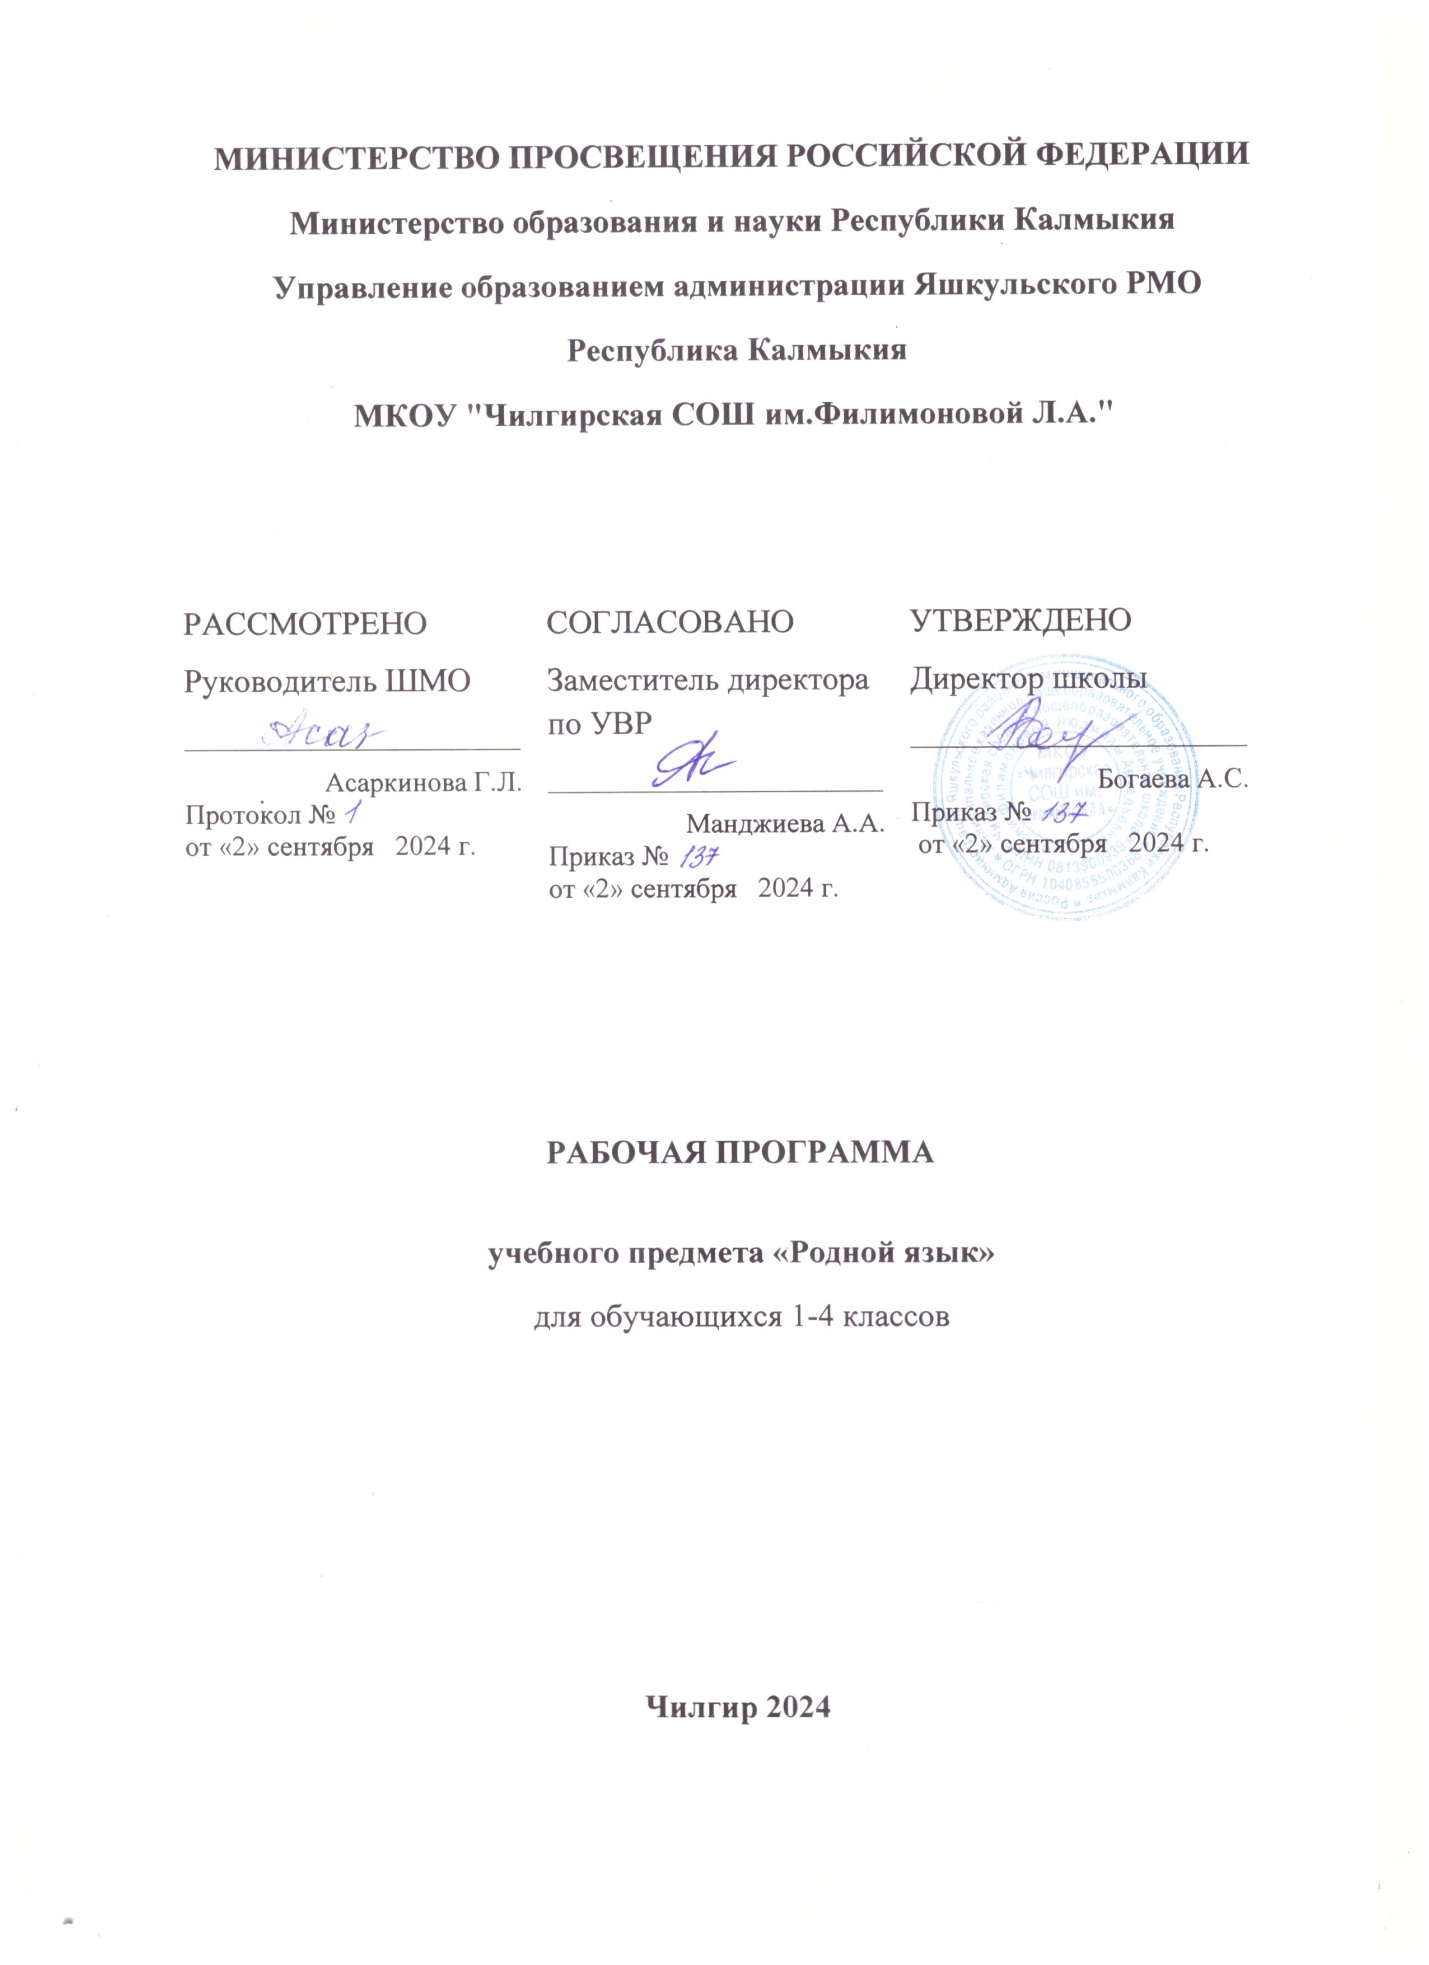 МИНИСТЕРСТВО ПРОСВЕЩЕНИЯ РОССИЙСКОЙ ФЕДЕРАЦИИ
Министерство образования и науки Республики Калмыкия
Управление образованием администрации Яшкульского РМО
Республика Калмыкия
МКОУ "Чилгирская СОШ им.Филимоновой Л.А."
РАССМОТРЕНО
Руководитель ШМО
Асаркинова Г.Л.
Протокол № 1
от «2» сентября 2024 г.
СОГЛАСОВАНО
Заместитель директора
по УВР
Манджиева А.А.
Приказ № 137
от «2» сентября 2024 г.
УТВЕРЖДЕНО
Директор школы
Богаева А.С.
Приказ № 137
от «2» сентября 2024 г.
РАБОЧАЯ ПРОГРАММА
учебного предмета «Родной язык»
для обучающихся 1-4 классов
Чилгир 2024